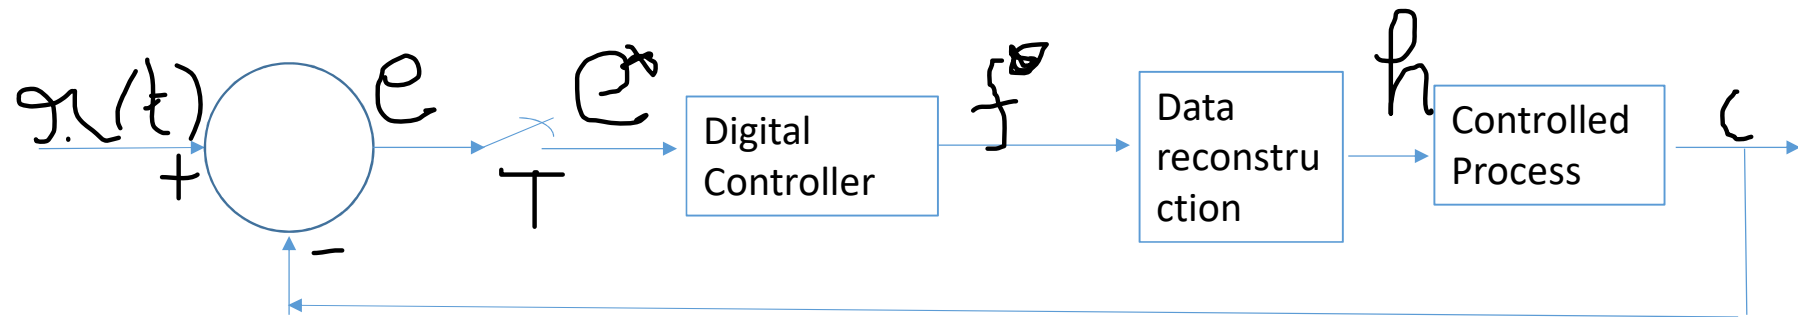 r(t)
+
-
e
T
e*
Digital
Controller
f*
Data
reconstru
ction
h
Controlled
Process
c